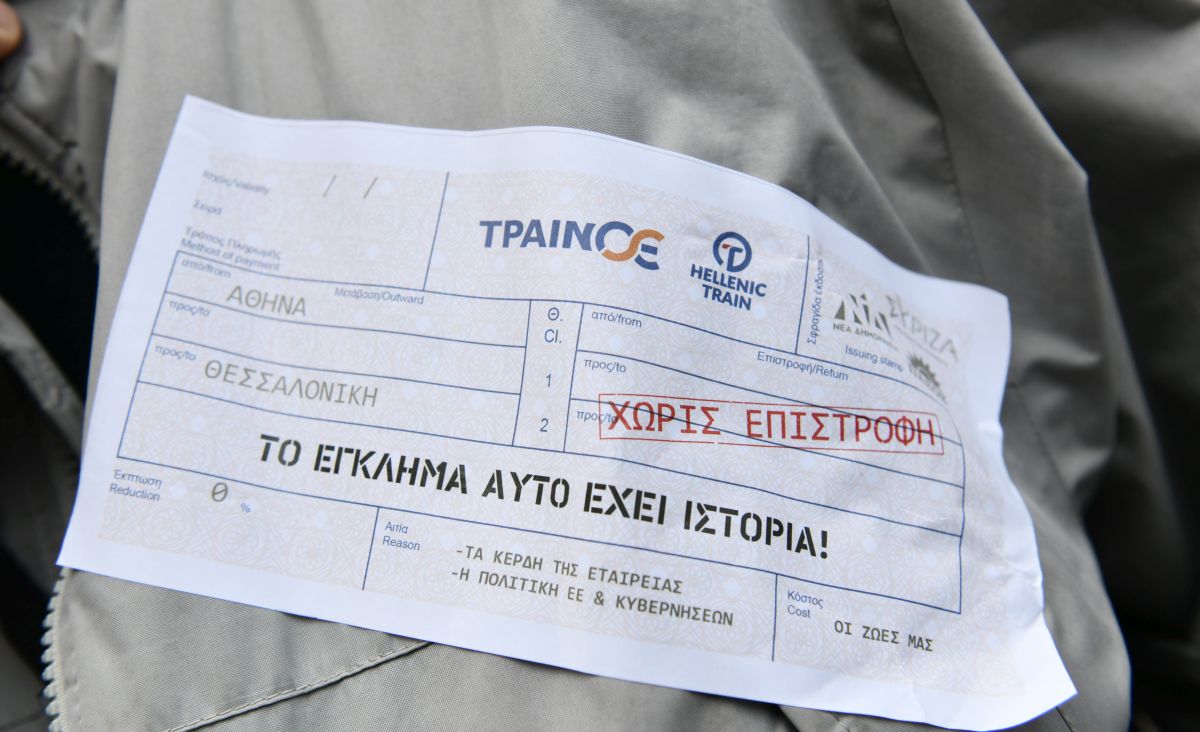 Ισχύς/Validity / /
Σειρά
Τρόπος Πληρωμής
Method of payment
ΤΡΑΙΝΟΣΕ
HELLENIC
TRAIN
Σφραγίδα Εκδοση
ΝΕΑ ΔΗΜΟΚΡΑΤΙΑ
ΣΥΡΙΖΑ
Issuing stamp
από/from
Μετάβαση/Outward
ΑΘΗΝΑ
προς/to
προς/to
ΘΕΣΣΑΛΟΝΙΚΗ
Θ.
Cl.
1
2
από/from
Επιστροφή/Return
προς/to
προς/to
ΧΩΡΙΣ ΕΠΙΣΤΡΟΦΗ
ΤΟ ΕΓΚΛΗΜΑ ΑΥΤΟ ΕΧΕΙ ΙΣΤΟΡΙΑ!
Έκπτωση
Reduction
0 %
Αιτία
Reason
-ΤΑ ΚΕΡΔΗ ΤΗΣ ΕΤΑΙΡΕΙΑΣ
-Η ΠΟΛΙΤΙΚΗ ΕΕ & ΚΥΒΕΡΝΗΣΕΩΝ
Κόστος
Cost
ΟΙ ΖΩΕΣ ΜΑΣ